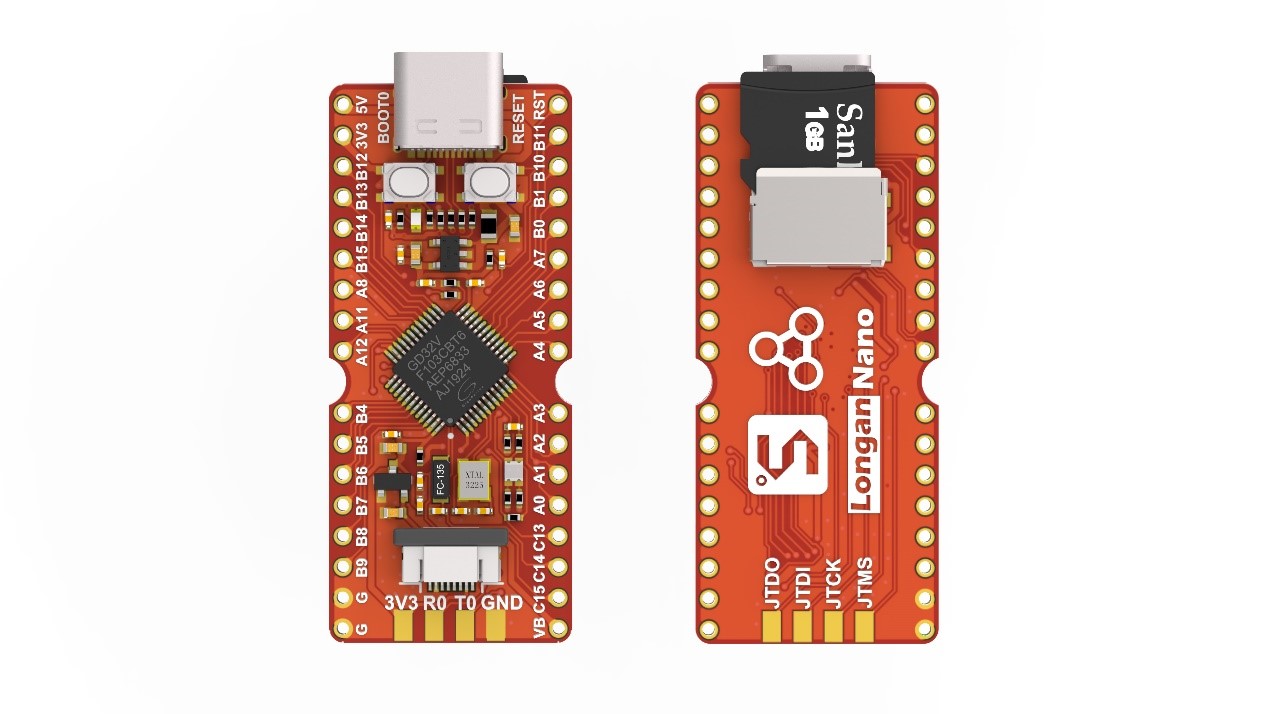 BOOT0
RESET
5V
3V3
B12
B13
B14
B15
A8
A11
A12
B4
B5
B6
B7
B8
B9
G
G
RST
B11
B10
B1
B0
A7
A6
A5
A4
A3
A2
A1
A0
C13
C14
C15
VB
GD32V
F103CBT6
AEP6833
AJ1924
FC-135
XTAL
3225
3V3 R0 T0 GND
San
1GB
Longan Nano
JTDO
JTDI
JTCK
JTMS